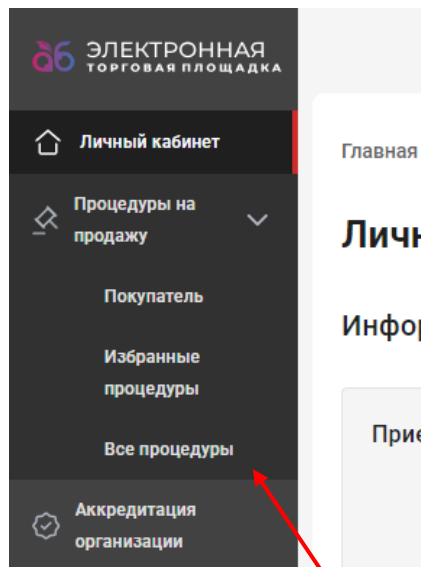 аб ЭЛЕКТРОННАЯ
ТОРГОВАЯ ПЛОЩАДКА
Личный кабинет
Процедуры на
продажу
Покупатель
Избранные
процедуры
Все процедуры
Аккредитация
организации
Главная
Личн
Инфор
Прие